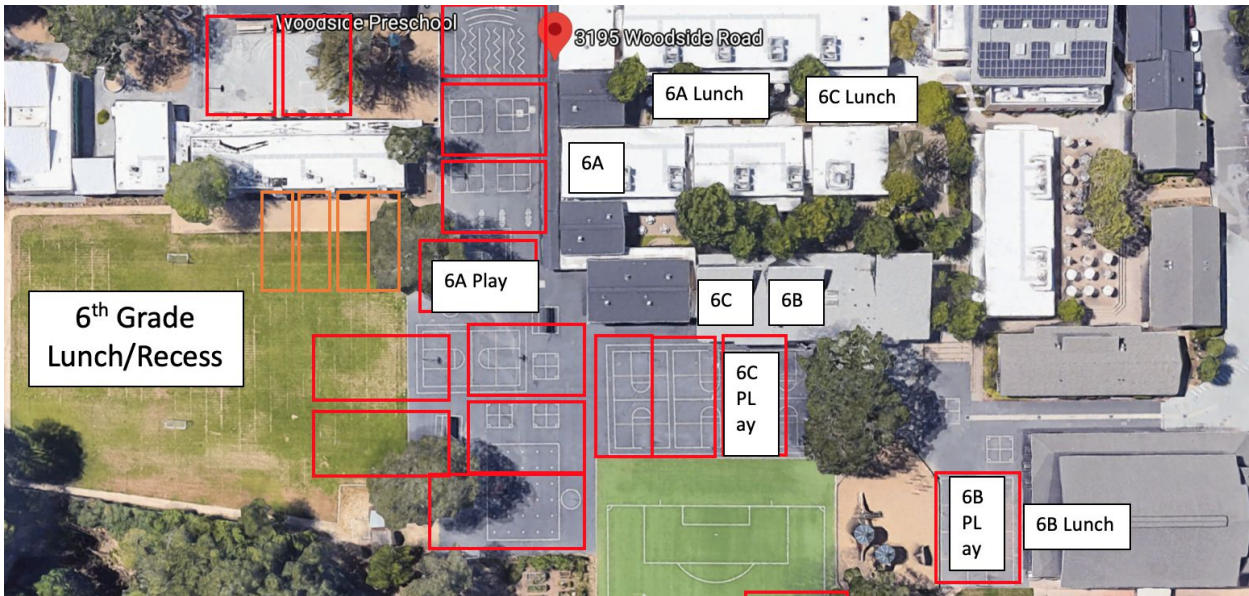 Woodside Preschool
3195 Woodside Road
6A Lunch
6C Lunch
6A
6A Play
6C
6B
6th Grade
Lunch/Recess
6C
PL
ay
6B
PL
ay
6B Lunch